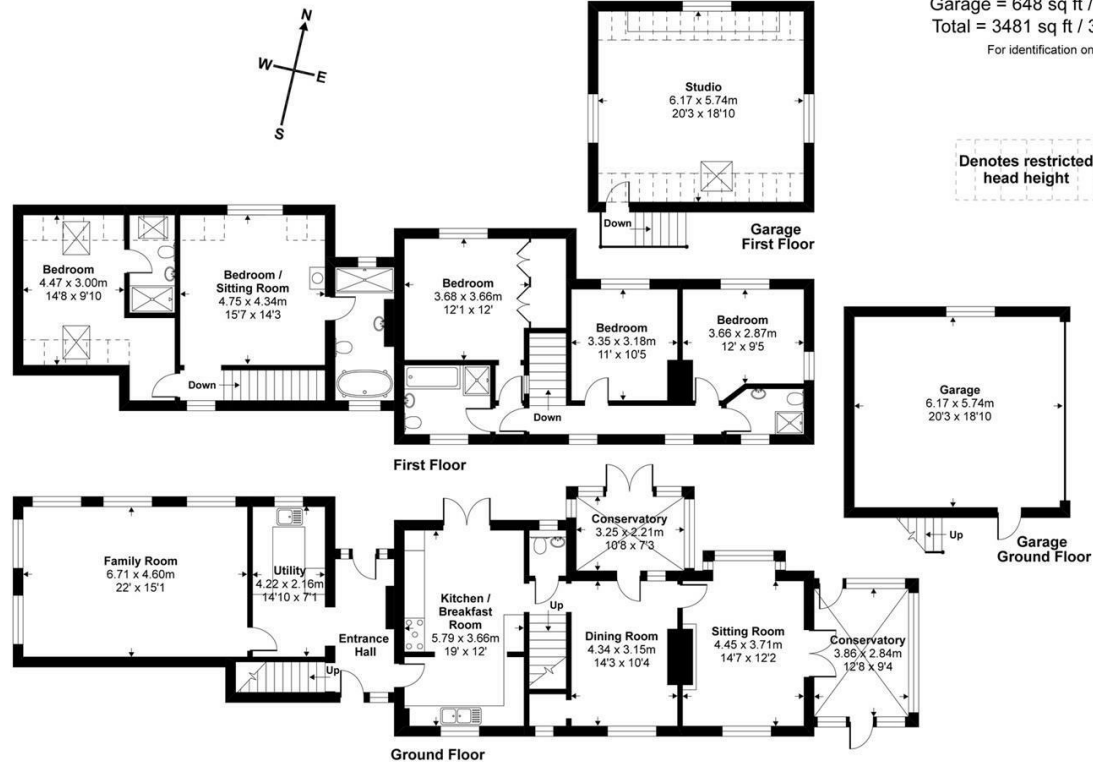 N
W
E
S
Studio
6.17 x 5.74m
20'3 x 18'10
Down
Garage
First Floor
Garage = 648 sq ft /
Total = 3481 sq ft / 3
For identification on
Denotes restricted
head height
Bedroom
4.47 x 3.00m
14'8 x 9'10
Bedroom /
Sitting Room
4.75 x 4.34m
15'7 x 14'3
Down
Bedroom
3.68 x 3.66m
12'1 x 12'
Bedroom
3.35 x 3.18m
11' x 10'5
Bedroom
3.66 x 2.87m
12' x 9'5
Down
First Floor
Garage
6.17 x 5.74m
20'3 x 18'10
Up
Garage
Ground Floor
Family Room
6.71 x 4.60m
22' x 15'1
Utility
4.22 x 2.16m
14'10 x 7'1
Up
Entrance
Hall
Kitchen /
Breakfast
Room
5.79 x 3.66m
19' x 12'
Up
Conservatory
3.25 x 2.21m
10'8 x 7'3
Dining Room
4.34 x 3.15m
14'3 x 10'4
Sitting Room
4.45 x 3.71m
14'7 x 12'2
Conservatory
3.86 x 2.84m
12'8 x 9'4
Ground Floor